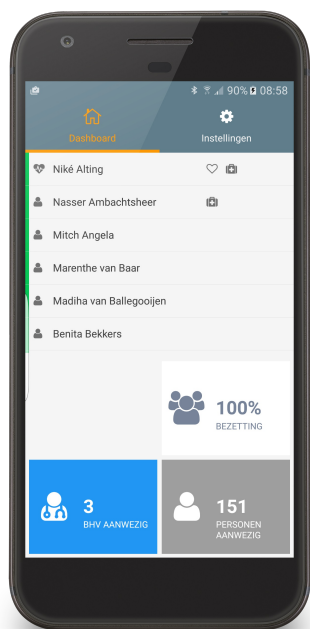 90% 08:58
Dashboard
Instellingen
Niké Alting
Nasser Ambachtsheer
Mitch Angela
Marenthe van Baar
Madiha van Ballegooijen
Benita Bekkers
100%
BEZETTING
3
BHV AANWEZIG
151
PERSONEN
AANWEZIG